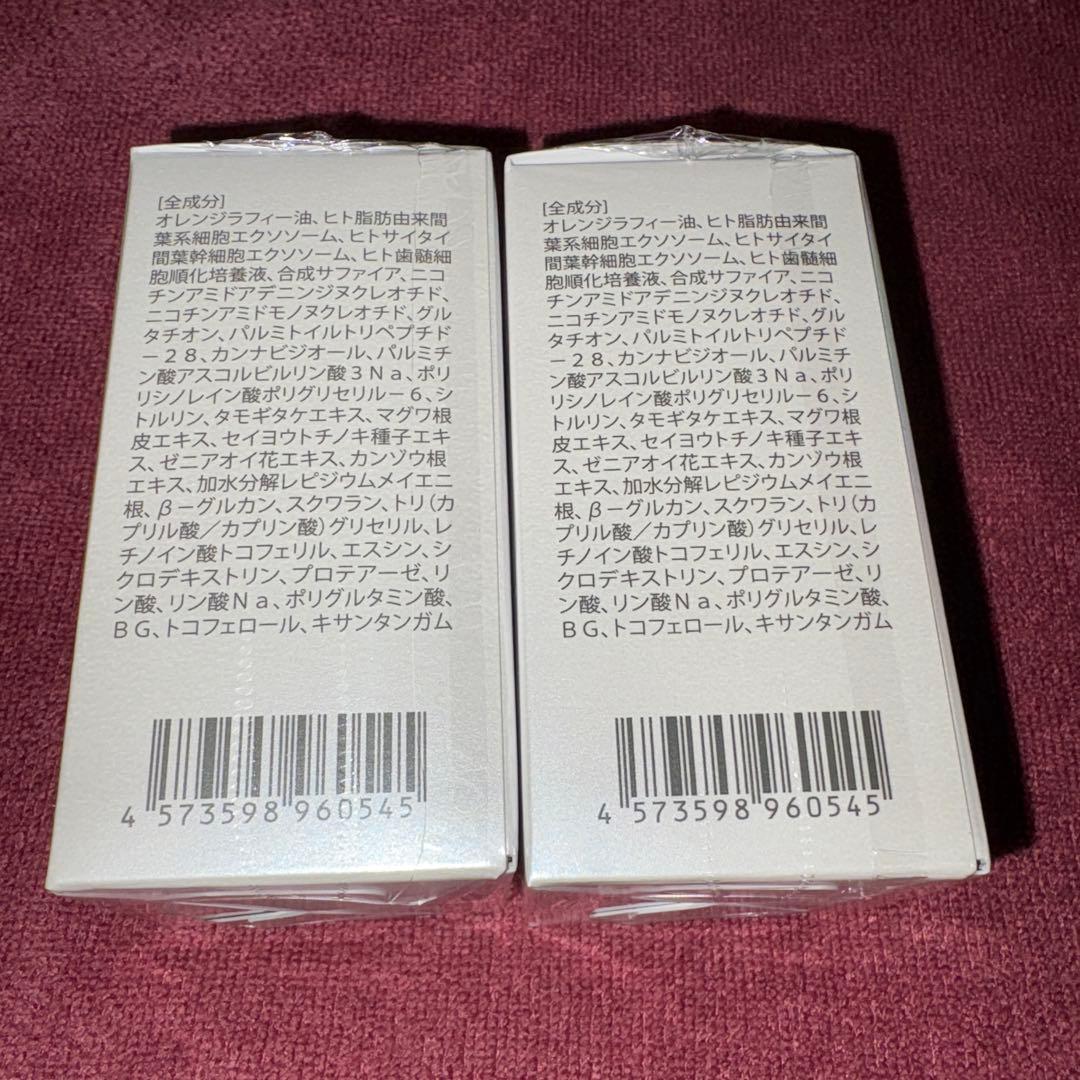 [全成分]
オレンジラフィー油、ヒト脂肪由来間
葉系細胞エクソソーム、ヒトサイタイ
間葉幹細胞エクソソーム、ヒト歯髄細
胞順化培養液、合成サファイア、ニコ
チンアミドアデニンジヌクレオチド、
ニコチンアミドモノヌクレオチド、グル
タチオン、パルミトイルトリペプチド
ー２８、カンナビジオール、パルミチ
ン酸アスコルビルリン酸３Ｎａ、ポリ
リシノレイン酸ポリグリセリルー６、シ
トルリン、タモギタケエキス、マグワ根
皮エキス、セイヨウトチノキ種子エキ
ス、ゼニアオイ花エキス、カンゾウ根
エキス、加水分解レピジウムメイエニ
根、βーグルカン、スクワラン、トリ（カ
プリル酸／カプリン酸）グリセリル、レ
チノイン酸トコフェリル、エスシン、シ
クロデキストリン、プロテアーゼ、リ
ン酸、リン酸Ｎａ、ポリグルタミン酸、
ＢＧ、トコフェロール、キサンタンガム
4 573598 960545
[全成分]
オレンジラフィー油、ヒト脂肪由来間
葉系細胞エクソソーム、ヒトサイタイ
間葉幹細胞エクソソーム、ヒト歯髄細
胞順化培養液、合成サファイア、ニコ
チンアミドアデニンジヌクレオチド、
ニコチンアミドモノヌクレオチド、グル
タチオン、パルミトイルトリペプチド
ー２８、カンナビジオール、パルミチ
ン酸アスコルビルリン酸３Ｎａ、ポリ
リシノレイン酸ポリグリセリルー６、シ
トルリン、タモギタケエキス、マグワ根
皮エキス、セイヨウトチノキ種子エキ
ス、ゼニアオイ花エキス、カンゾウ根
エキス、加水分解レピジウムメイエニ
根、βーグルカン、スクワラン、トリ（カ
プリル酸／カプリン酸）グリセリル、レ
チノイン酸トコフェリル、エスシン、シ
クロデキストリン、プロテアーゼ、リ
ン酸、リン酸Ｎａ、ポリグルタミン酸、
ＢＧ、トコフェロール、キサンタンガム
4 573598 960545